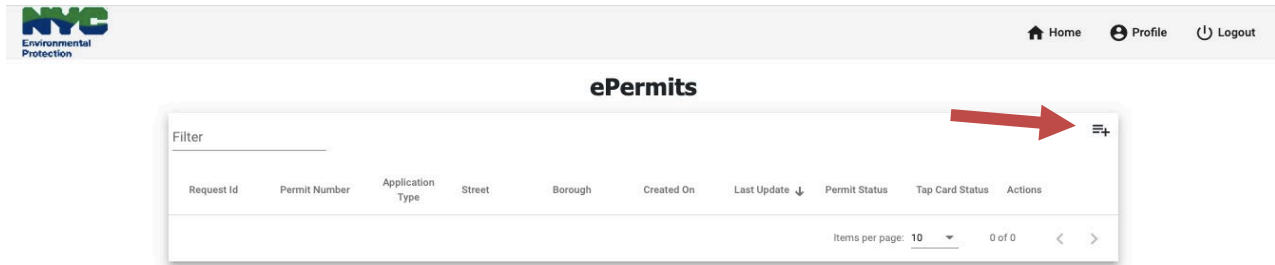 NYC
Environmental
Protection
Home Profile Logout
ePermits
Filter
Request Id Permit Number Application Type Street Borough Created On Last Update Permit Status Tap Card Status Actions
Items per page: 10 0 of 0